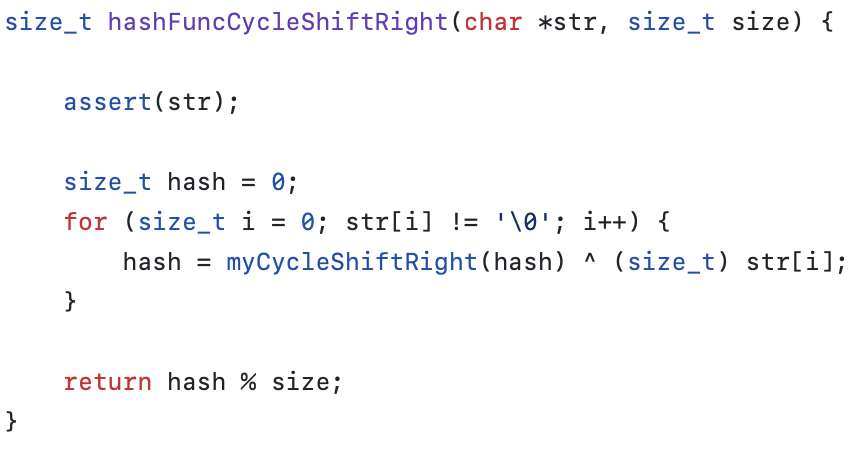 size_t hashFuncCycleShiftRight(char *str, size_t size) {
assert(str);
size_t hash = 0;
for (size_t i = 0; str[i] != '\0'; i++) {
hash = myCycleShiftRight(hash) ^ (size_t) str[i];
}
return hash % size;
}